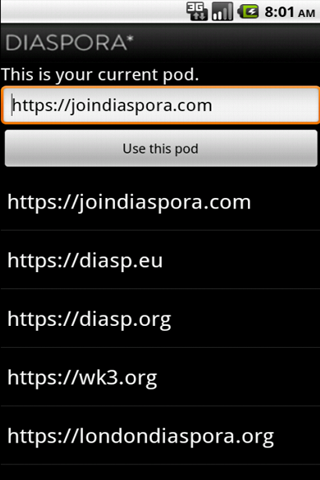 3G 8:01 AM
DIASPORA*
This is your current pod.
https://joindiaspora.com
Use this pod
https://joindiaspora.com
https://diasp.eu
https://diasp.org
https://wk3.org
https://londondiaspora.org